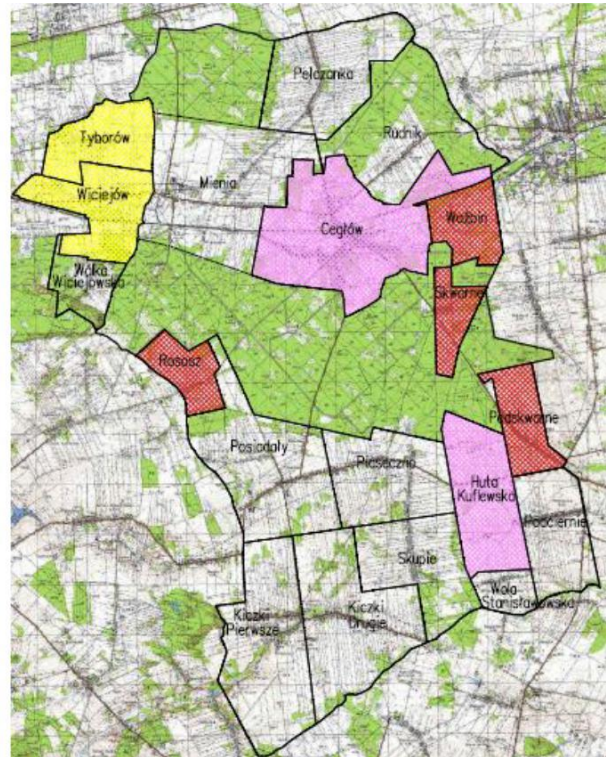 Pełczanka
Rudnik
Tyborów
Mienia
Wiciejów
Cegłów
Woźbin
Wólka
Wiciejowska
Skwarne
Rososz
Podskwarne
Posiadały
Piaseczno
Huta
Kuflewska
Podciernie
Skupie
Wola
Stanisławowska
Kiczki
Pierwsze
Kiczki
Drugie